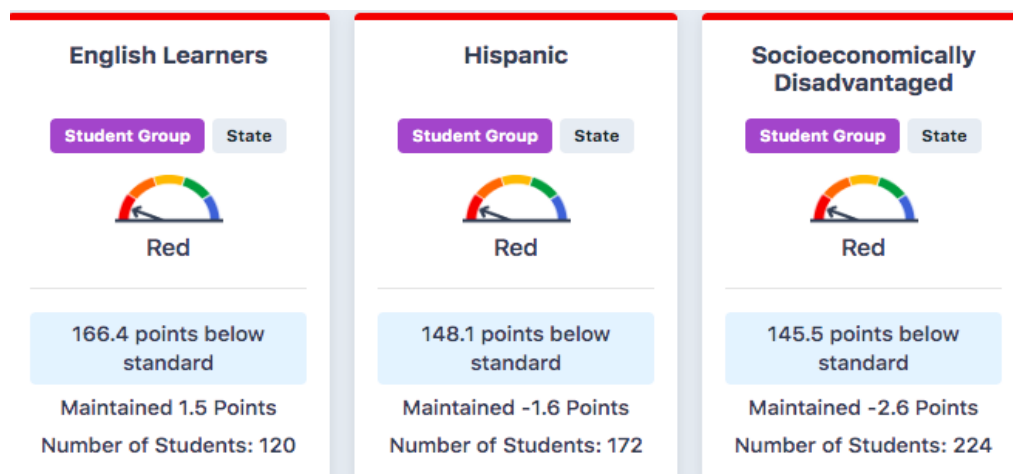 English Learners
Student Group
State
Red
166.4 points below
standard
Maintained 1.5 Points
Number of Students: 120
Hispanic
Student Group
State
Red
148.1 points below
standard
Maintained -1.6 Points
Number of Students: 172
Socioeconomically
Disadvantaged
Student Group
State
Red
145.5 points below
standard
Maintained -2.6 Points
Number of Students: 224